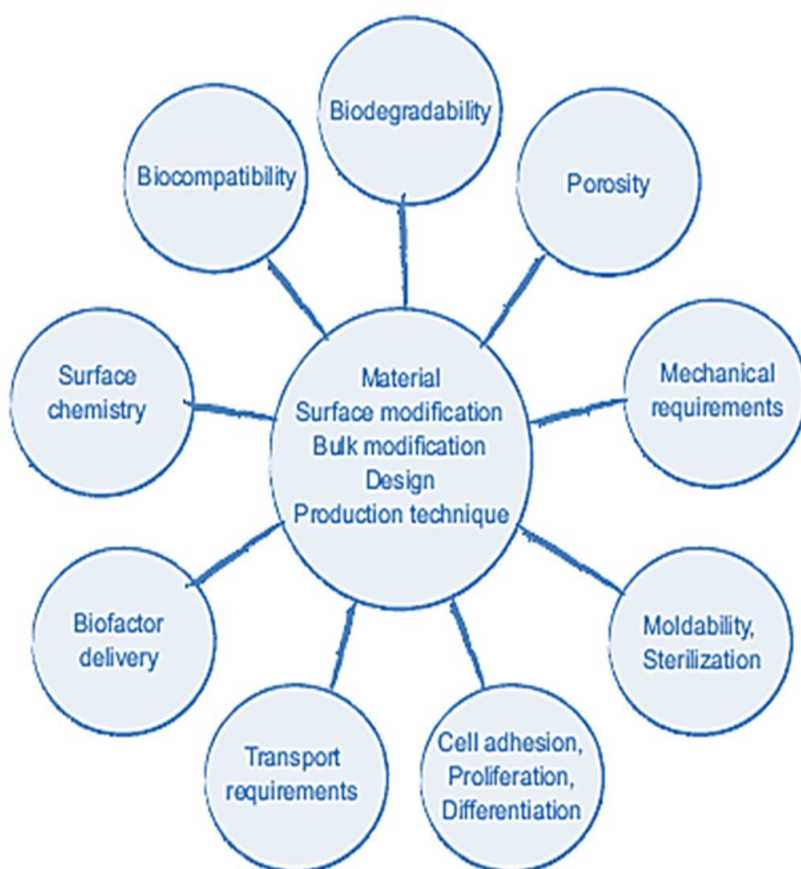 Biodegradability
Biocompatibility
Porosity
Surface
chemistry
Material
Surface modification
Bulk modification
Design
Production technique
Mechanical
requirements
Biofactor
delivery
Moldability,
Sterilization
Transport
requirements
Cell adhesion,
Proliferation,
Differentiation